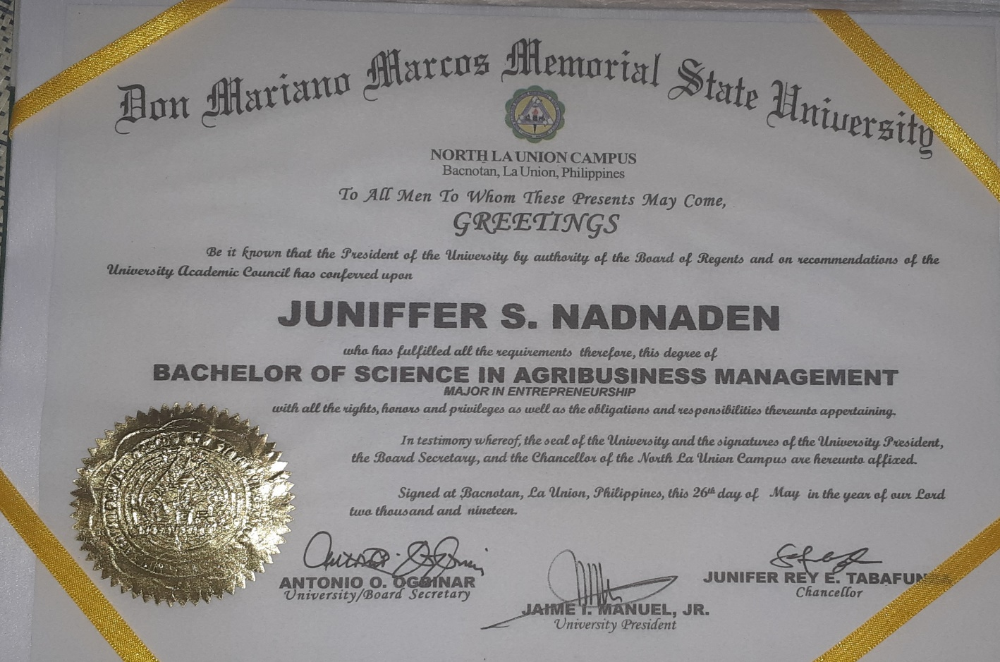 Don Mariano Marcos Memorial State University
NORTH LA UNION CAMPUS
Bacnotan, La Union, Philippines
To All Men To Whom These Presents May Come,
GREETINGS
Be it known that the President of the University by authority of the Board of Regents and on recommendations of the
University Academic Council has conferred upon
JUNIFFER S. NADNADEN
who has fulfilled all the requirements therefore, this degree of
BACHELOR OF SCIENCE IN AGRIBUSINESS MANAGEMENT
MAJOR IN ENTREPRENEURSHIP
with all the rights, honors and privileges as well as the obligations and responsibilities thereunto appertaining.
In testimony whereof, the seal of the University and the signatures of the University President,
the Board Secretary, and the Chancellor of the North La Union Campus are hereunto affixed.
Signed at Bacnotan, La Union, Philippines, this 26th day of May in the year of our Lord
two thousand and nineteen.
ANTONIO O. OGBINAR
University/Board Secretary
JAIME I. MANUEL, JR.
University President
JUNIFER REY E.
Chancellor